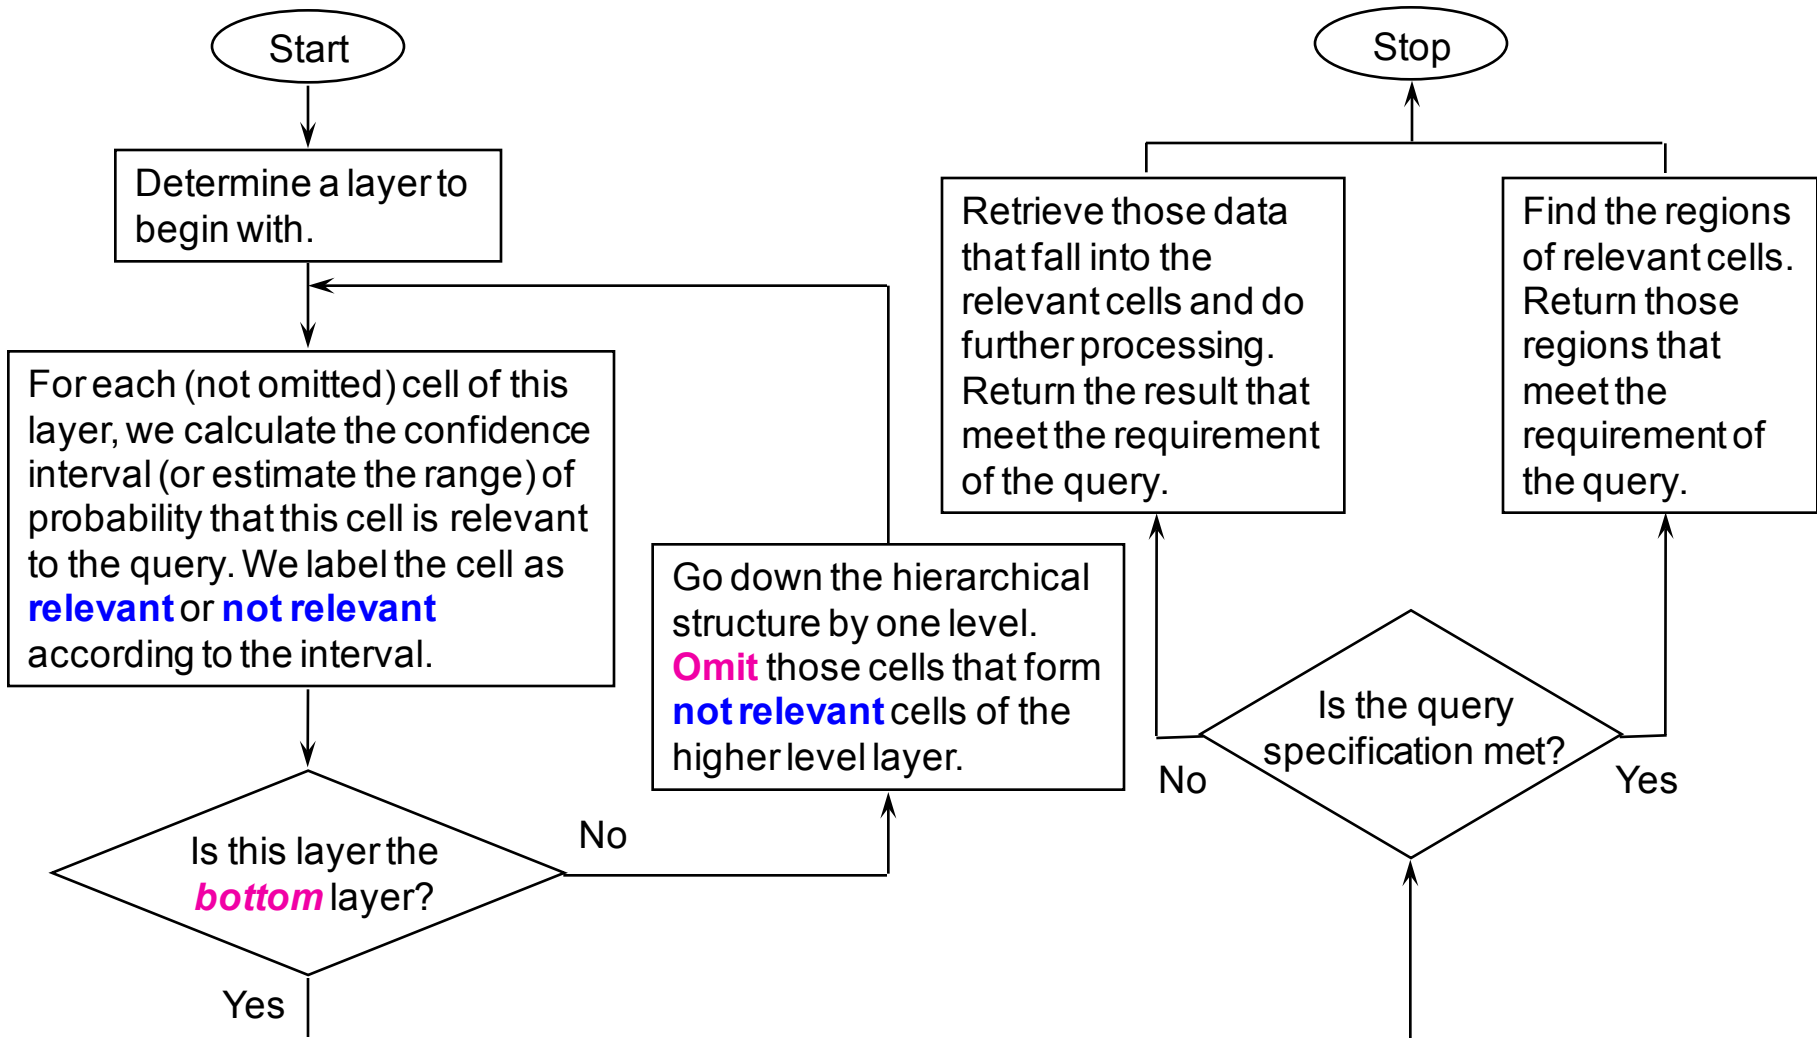 Start
Determine a layer to
begin with.
For each (not omitted) cell of this
layer, we calculate the confidence
interval (or estimate the range) of
probability that this cell is relevant
to the query. We label the cell as
relevant or not relevant
according to the interval.
Is this layer the
bottom layer?
No
Yes
Go down the hierarchical
structure by one level.
Omit those cells that form
not relevant cells of the
higher level layer.
Stop
Retrieve those data
that fall into the
relevant cells and do
further processing.
Return the result that
meet the requirement
of the query.
Find the regions
of relevant cells.
Return those
regions that
meet the
requirement of
the query.
Is the query
specification met?
No
Yes